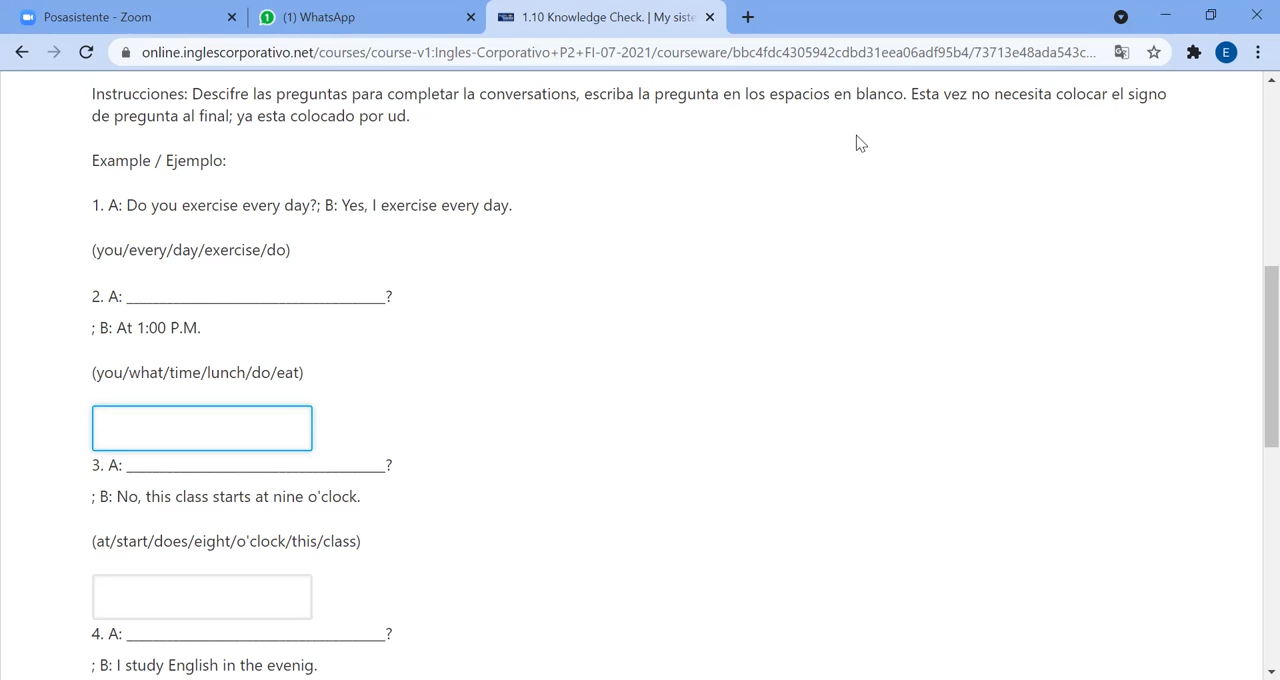 Posasistente - Zoom
(1) WhatsApp
1.10 Knowledge Check. | My siste
online.inglescorporativo.net/courses/course-v1:Ingles-Corporativo+P2+FI-07-2021/courseware/bbc4fdc4305942cdbd31eea06adf95b4/73713e48ada543c...
E
Instrucciones: Descifre las preguntas para completar la conversations, escriba la pregunta en los espacios en blanco. Esta vez no necesita colocar el signo
de pregunta al final; ya esta colocado por ud.
Example / Ejemplo:
1. A: Do you exercise every day?; B: Yes, I exercise every day.
(you/every/day/exercise/do)
2. A: ______________________________?
; B: At 1:00 P.M.
(you/what/time/lunch/do/eat)
3. A: ______________________________?
; B: No, this class starts at nine o'clock.
(at/start/does/eight/o'clock/this/class)
4. A: ______________________________?
; B: I study English in the evenig.